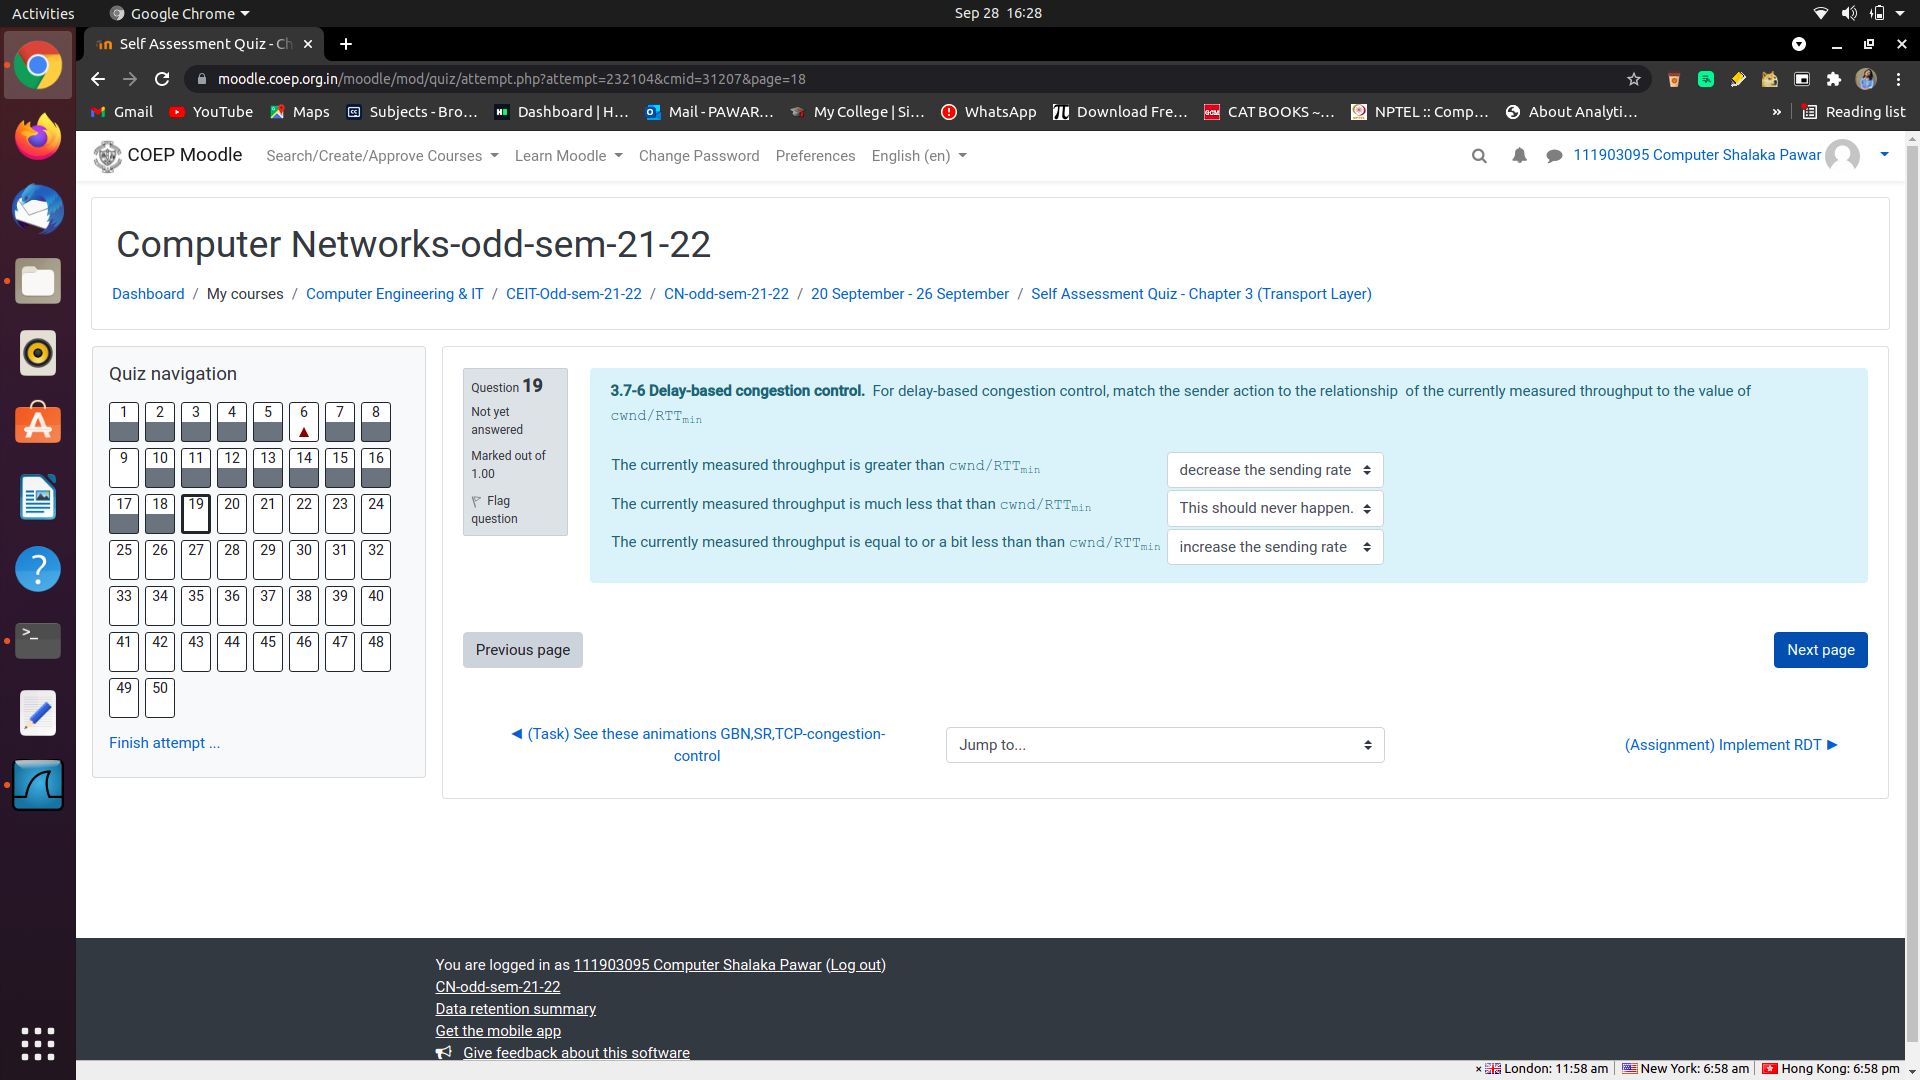 Activities
Google Chrome
Sep 28 16:28
Self Assessment Quiz - Ch
moodle.coep.org.in/moodle/mod/quiz/attempt.php?attempt=232104&cmid=31207&page=18
Gmail YouTube Maps Subjects - Bro... Dashboard | H... Mail - PAWAR... My College | Si... WhatsApp Download Fre... CAT BOOKS ~... NPTEL :: Comp... About Analyti... » Reading list
COEP Moodle Search/Create/Approve Courses Learn Moodle Change Password Preferences English (en) 111903095 Computer Shalaka Pawar
Computer Networks-odd-sem-21-22
Dashboard / My courses / Computer Engineering & IT / CEIT-Odd-sem-21-22 / CN-odd-sem-21-22 / 20 September - 26 September / Self Assessment Quiz - Chapter 3 (Transport Layer)
Quiz navigation
1 2 3 4 5 6 7 8
9 10 11 12 13 14 15 16
17 18 19 20 21 22 23 24
25 26 27 28 29 30 31 32
33 34 35 36 37 38 39 40
41 42 43 44 45 46 47 48
49 50
Finish attempt ...
Question 19
Not yet
answered
Marked out of
1.00
Flag
question
3.7-6 Delay-based congestion control. For delay-based congestion control, match the sender action to the relationship of the currently measured throughput to the value of
cwnd/RTTmin
The currently measured throughput is greater than cwnd/RTTmin decrease the sending rate
The currently measured throughput is much less that than cwnd/RTTmin This should never happen.
The currently measured throughput is equal to or a bit less than than cwnd/RTTmin increase the sending rate
Previous page
Next page
◄ (Task) See these animations GBN,SR,TCP-congestion-
control
Jump to...
(Assignment) Implement RDT ►
You are logged in as 111903095 Computer Shalaka Pawar (Log out)
CN-odd-sem-21-22
Data retention summary
Get the mobile app
Give feedback about this software
× London: 11:58 am New York: 6:58 am Hong Kong: 6:58 pm